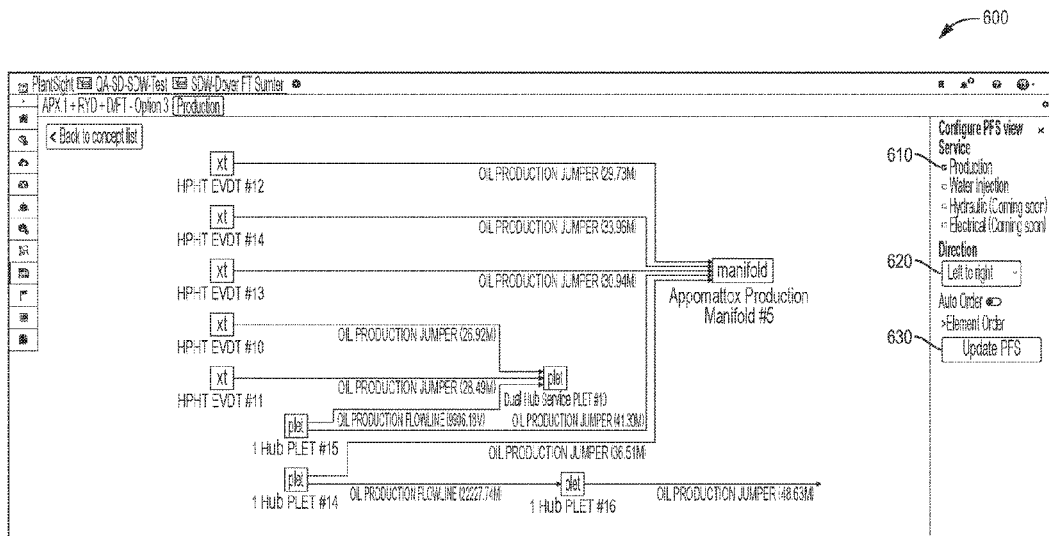 600
PlantSight QA-SD-SDW-Test SDW-Dover FT Sumter
APX 1 + RYD + D/FT - Option 3 Production
< Back to concept list
Configure PFS view ×
Service
610
Production
Water Injection
Hydraulic (Coming soon)
Electrical (Coming soon)
Direction
620
Left to right
Auto Order
>Element Order
630
Update PFS
xt
HPHT EVDT #12
OIL PRODUCTION JUMPER (29.73M)
xt
HPHT EVDT #14
OIL PRODUCTION JUMPER (33.96M)
xt
HPHT EVDT #13
OIL PRODUCTION JUMPER (30.94M)
manifold
Appomattox Production
Manifold #5
xt
HPHT EVDT #10
OIL PRODUCTION JUMPER (26.92M)
xt
HPHT EVDT #11
OIL PRODUCTION JUMPER (28.49M)
plet
Dual Hub Service PLET
plet
1 Hub PLET #15
OIL PRODUCTION FLOWLINE
OIL PRODUCTION JUMPER
OIL PRODUCTION JUMPER (36.51M)
plet
1 Hub PLET #14
OIL PRODUCTION FLOWLINE (22227.74M)
plet
1 Hub PLET #16
OIL PRODUCTION JUMPER (48.63M)